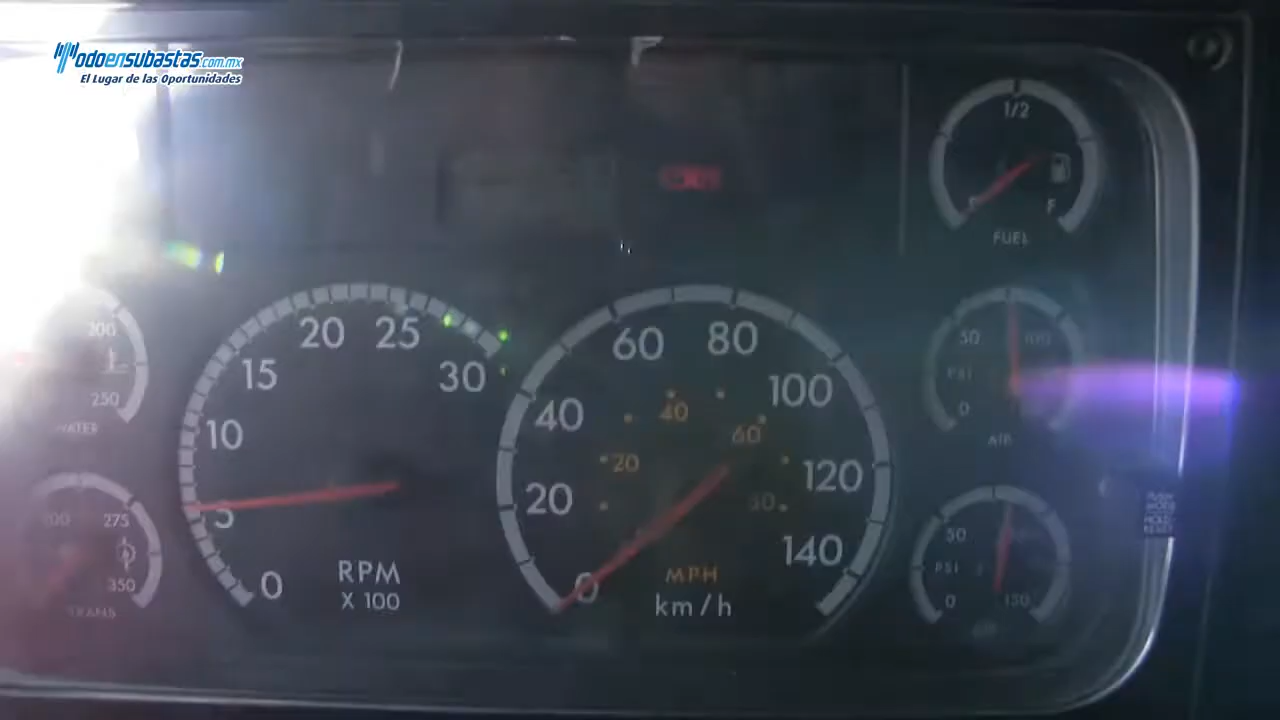 Todoensubastas.com.mx
El Lugar de las Oportunidades
1/2
F
FUEL
200
250
WATER
0
5
10
15
20
25
30
RPM
X 100
0
20
40
60
80
100
120
140
20
40
60
80
MPH
km/h
50
100
PSI
0
AIR
200
275
350
TRANS
50
PSI
0
150